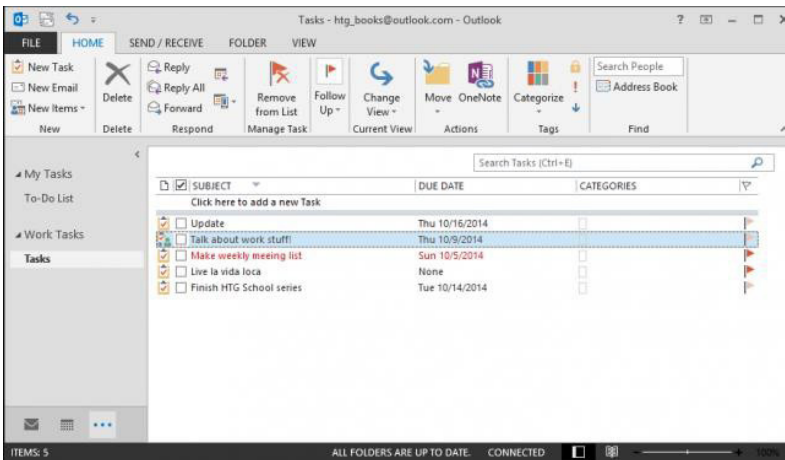 Tasks - htg_books@outlook.com - Outlook
FILE HOME SEND / RECEIVE FOLDER VIEW
New Task
New Email
New Items
New
Delete
Delete
Reply
Reply All
Forward
Respond
Remove from List
Manage Task
Follow Up
Change View
Current View
Move OneNote
Actions
Categorize
Tags
Search People
Address Book
Find
My Tasks
To-Do List
Work Tasks
Tasks
Search Tasks (Ctrl+E)
SUBJECT DUE DATE CATEGORIES
Click here to add a new Task
Update Thu 10/16/2014
Talk about work stuff! Thu 10/9/2014
Make weekly meeing list Sun 10/5/2014
Live la vida loca None
Finish HTG School series Tue 10/14/2014
ITEMS: 5 ALL FOLDERS ARE UP TO DATE. CONNECTED 100%